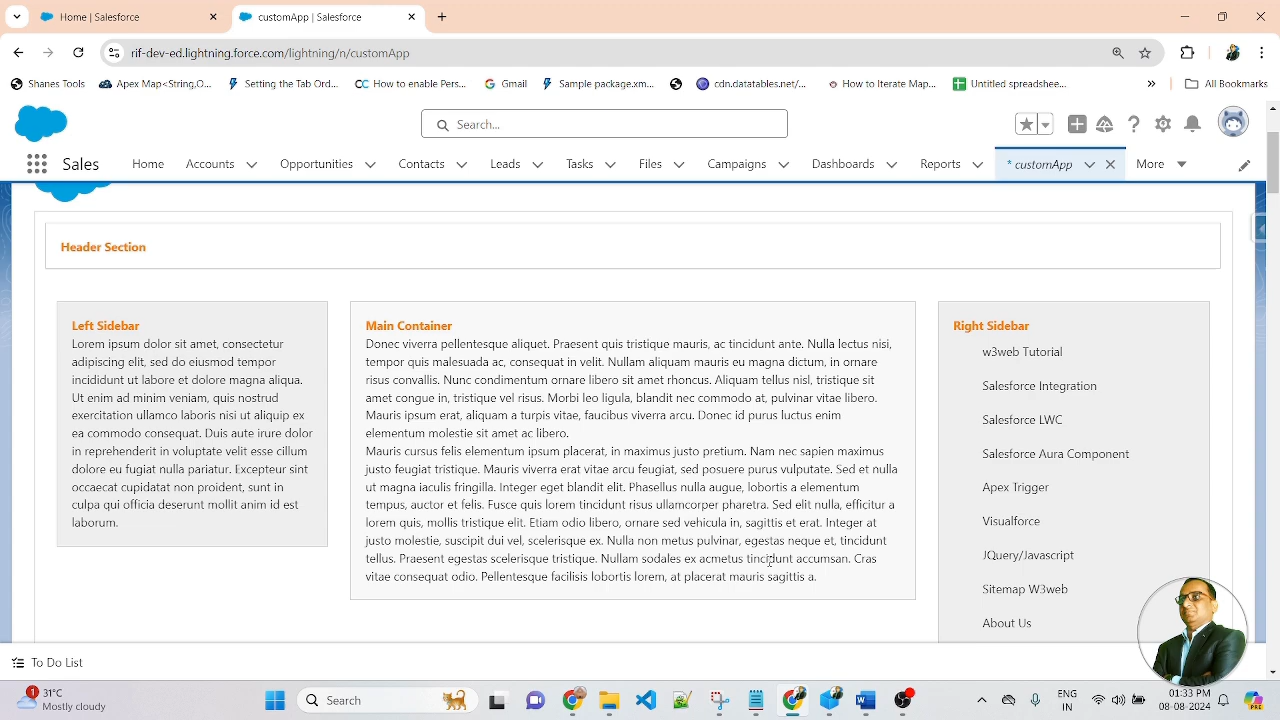 Home | Salesforce
customApp | Salesforce
rif-dev-ed.lightning.force.com/lightning/n/customApp
Shanes Tools
Apex Map<String,O...
Setting the Tab Ord...
How to enable Pers...
Gmail
Sample package.xm...
cdn.datatables.net/...
How to Iterate Map...
Untitled spreadshee...
All Bookmarks
Search...
Sales
Home
Accounts
Opportunities
Contacts
Leads
Tasks
Files
Campaigns
Dashboards
Reports
* customApp
More
Header Section
Left Sidebar
Lorem ipsum dolor sit amet, consectetur
adipiscing elit, sed do eiusmod tempor
incididunt ut labore et dolore magna aliqua.
Ut enim ad minim veniam, quis nostrud
exercitation ullamco laboris nisi ut aliquip ex
ea commodo consequat. Duis aute irure dolor
in reprehenderit in voluptate velit esse cillum
dolore eu fugiat nulla pariatur. Excepteur sint
occaecat cupidatat non proident, sunt in
culpa qui officia deserunt mollit anim id est
laborum.
Main Container
Donec viverra pellentesque aliquet. Praesent quis tristique mauris, ac tincidunt ante. Nulla lectus nisi,
tempor quis malesuada ac, consequat in velit. Nullam aliquam mauris eu magna dictum, in ornare
risus convallis. Nunc condimentum ornare libero sit amet rhoncus. Aliquam tellus nisl, tristique sit
amet congue in, tristique vel risus. Morbi leo ligula, blandit nec commodo at, pulvinar vitae libero.
Mauris ipsum erat, aliquam a turpis vitae, faucibus viverra arcu. Donec id purus luctus enim
elementum molestie sit amet ac libero.
Mauris cursus felis elementum ipsum placerat, in maximus justo pretium. Nam nec sapien maximus
justo feugiat tristique. Mauris viverra erat vitae arcu feugiat, sed posuere purus vulputate. Sed et nulla
ut magna iaculis fringilla. Integer eget blandit elit. Phasellus nulla augue, lobortis a elementum
tempus, auctor et felis. Fusce quis lorem tincidunt risus ullamcorper pharetra. Sed elit nulla, efficitur a
lorem quis, mollis tristique elit. Etiam odio libero, ornare sed vehicula in, sagittis et erat. Integer at
justo molestie, suscipit dui vel, scelerisque ex. Nulla non metus pulvinar, egestas neque et, tincidunt
tellus. Praesent egestas scelerisque tristique. Nullam sodales ex acmetus tincidunt accumsan. Cras
vitae consequat odio. Pellentesque facilisis lobortis lorem, at placerat mauris sagittis a.
Right Sidebar
w3web Tutorial
Salesforce Integration
Salesforce LWC
Salesforce Aura Component
Apex Trigger
Visualforce
JQuery/Javascript
Sitemap W3web
About Us
To Do List
1
31°C
Mostly cloudy
Search
ENG
IN
01:33 PM
08-08-2024